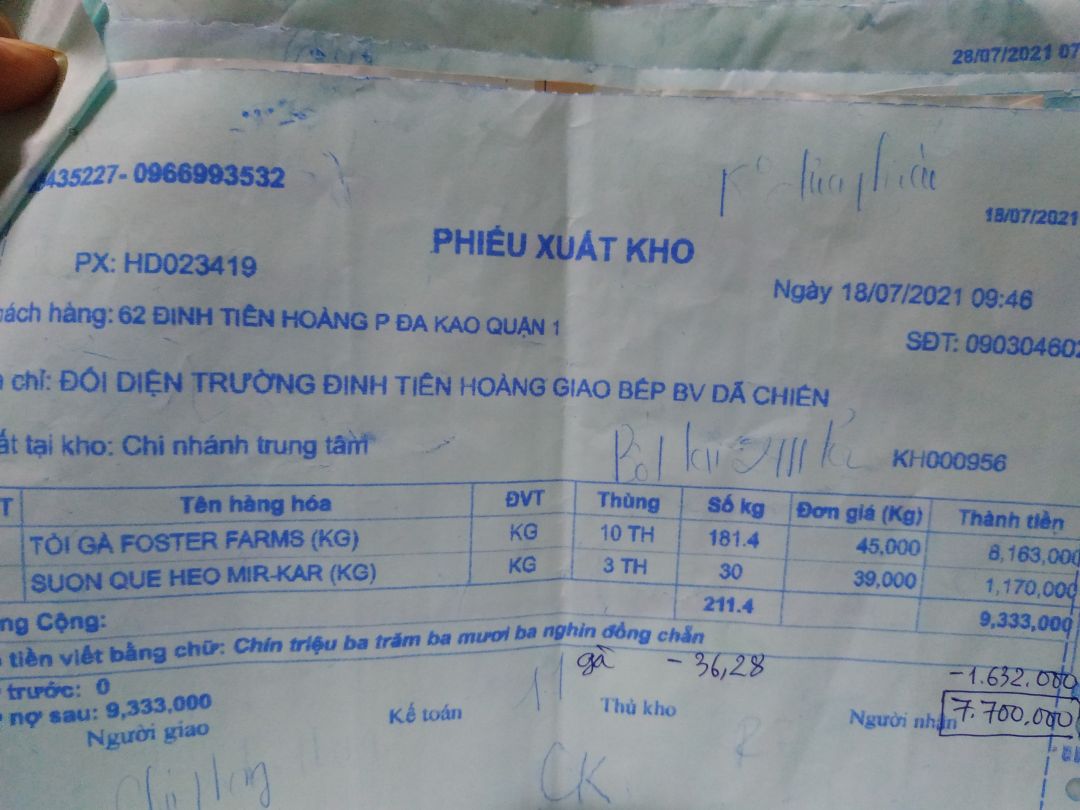 28/07/2021 07
435227- 0966993532
18/07/2021
PHIẾU XUẤT KHO
PX: HD023419
Ngày 18/07/2021 09:46
hách hàng: 62 ĐINH TIÊN HOÀNG P ĐA KAO QUẬN 1
SĐT: 090304602
a chỉ: ĐỐI DIỆN TRƯỜNG ĐINH TIÊN HOÀNG GIAO BẾP BV DÃ CHIẾN
ất tại kho: Chi nhánh trung tâm
KH000956
T Tên hàng hóa ĐVT Thùng Số kg Đơn giá (Kg) Thành tiền
TỎI GÀ FOSTER FARMS (KG) KG 10 TH 181.4 45,000 8,163,000
SUON QUE HEO MIR-KAR (KG) KG 3 TH 30 39,000 1,170,000
ng Cộng: 211.4 9,333,000
tiền viết bằng chữ: Chín triệu ba trăm ba mươi ba nghìn đồng chẵn
gà - 36,28 -1.632.000
trước: 0
nợ sau: 9,333,000
7.700,000
Người giao Kế toán Thủ kho Người nhận
CK